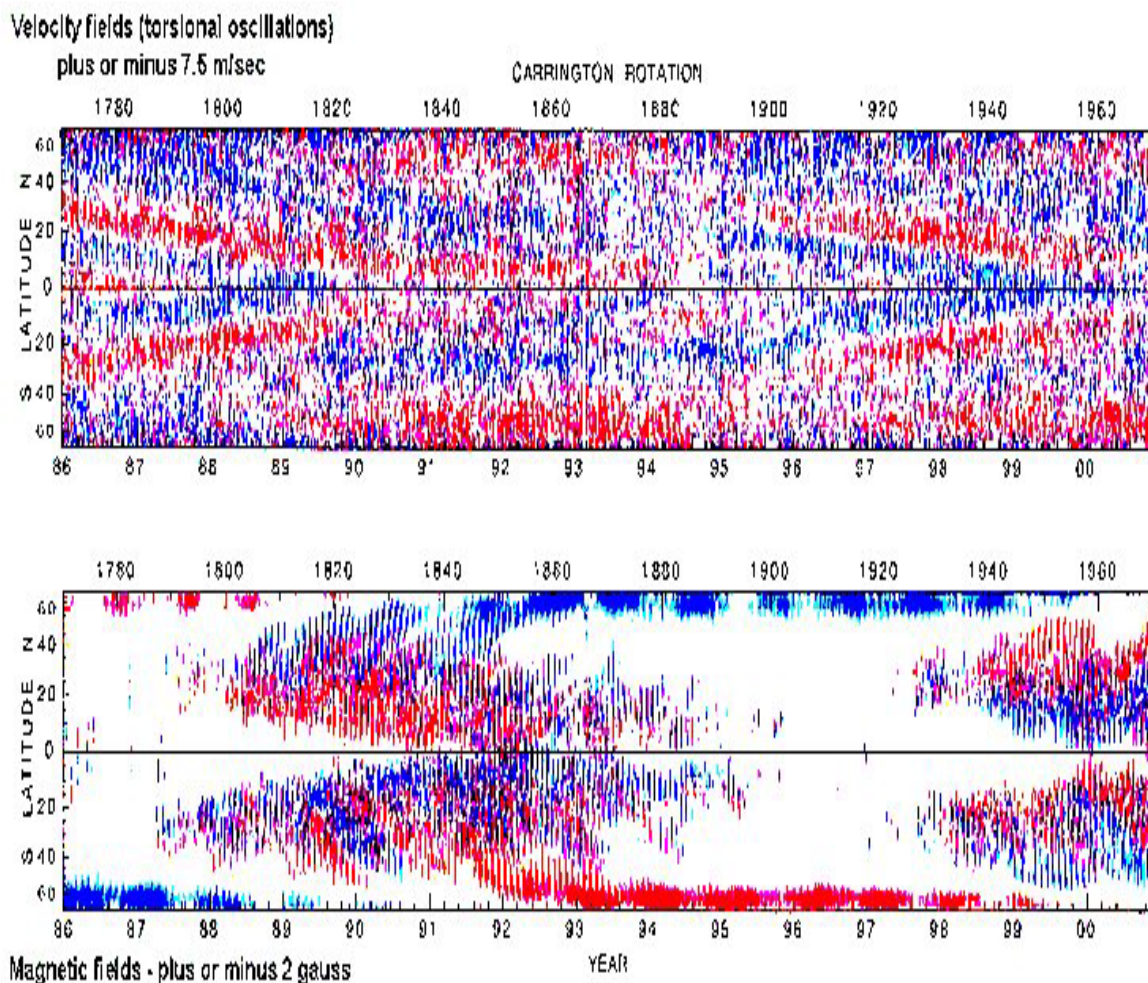 Velocity fields (torsional oscillations)
plus or minus 7.5 m/sec
CARRINGTON ROTATION
1780 1800 1820 1840 1860 1880 1900 1920 1940 1960
60
N 40
20
LATITUDE 0
20
S 40
60
86 87 88 89 90 91 92 93 94 95 96 97 98 99 00
1780 1800 1820 1840 1860 1880 1900 1920 1940 1960
60
N 40
20
LATITUDE 0
20
S 40
60
86 87 88 89 90 91 92 93 94 95 96 97 98 99 00
Magnetic fields - plus or minus 2 gauss
YEAR